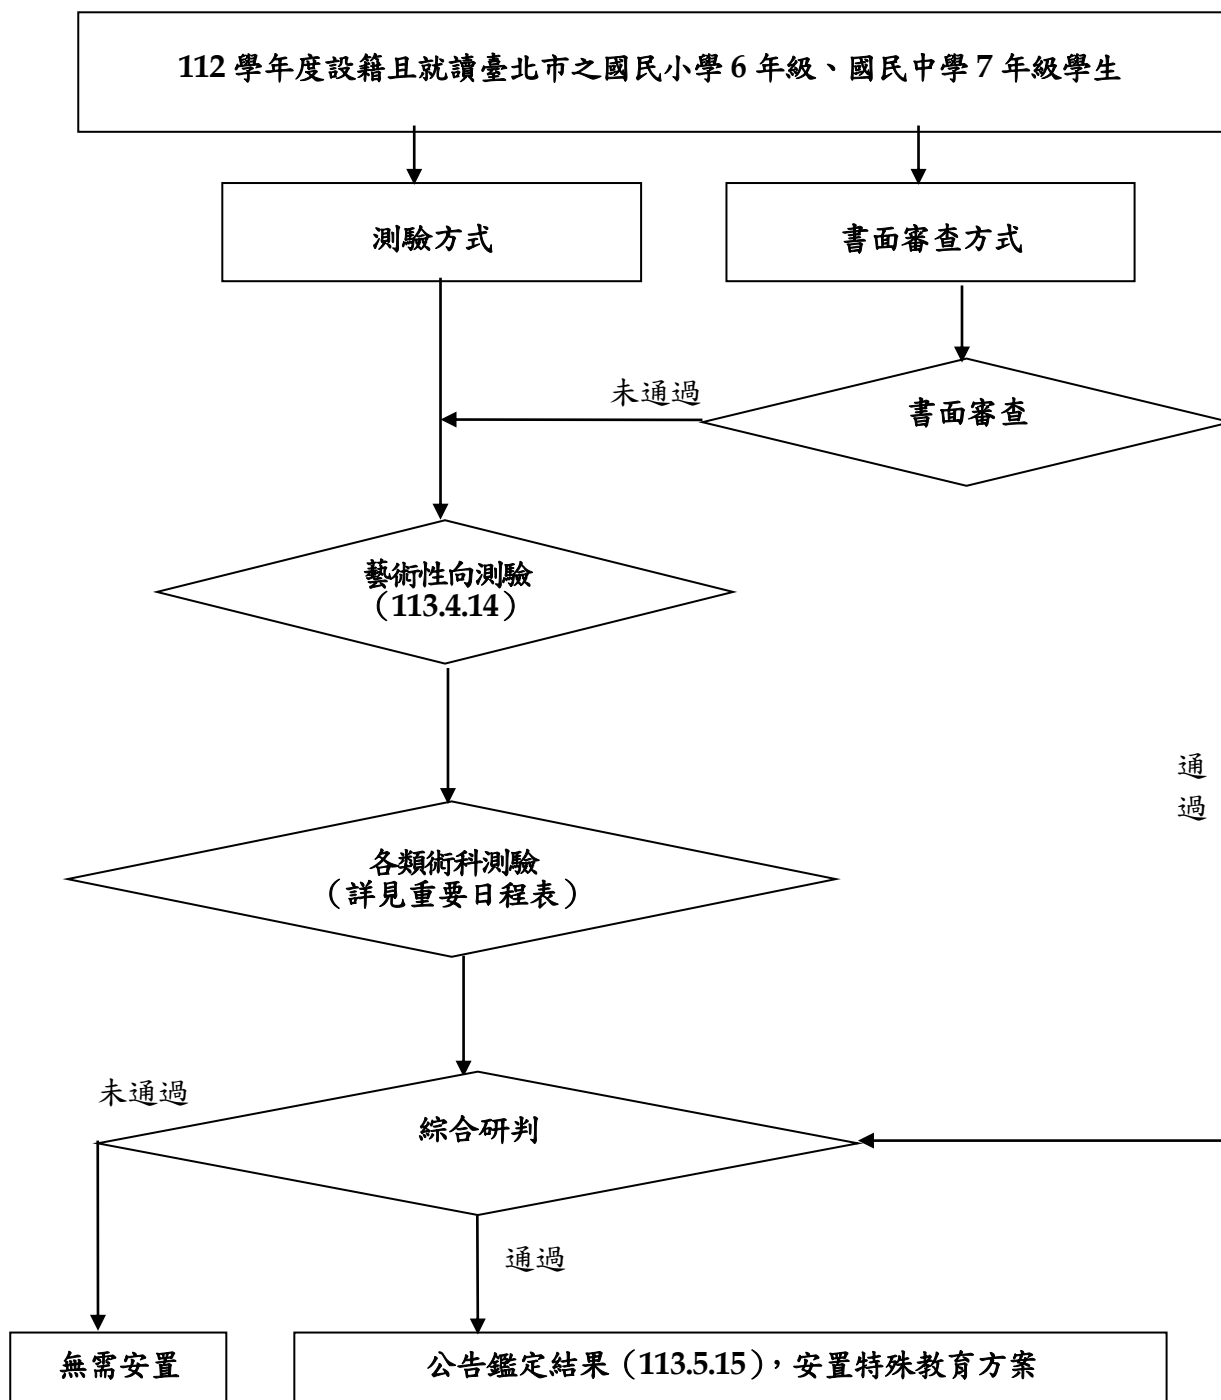 112 學年度設籍且就讀臺北市之國民小學 6 年級、國民中學 7 年級學生
測驗方式
書面審查方式
未通過
書面審查
藝術性向測驗
（113.4.14）
通
過
各類術科測驗
（詳見重要日程表）
未通過
綜合研判
通過
無需安置
公告鑑定結果（113.5.15），安置特殊教育方案